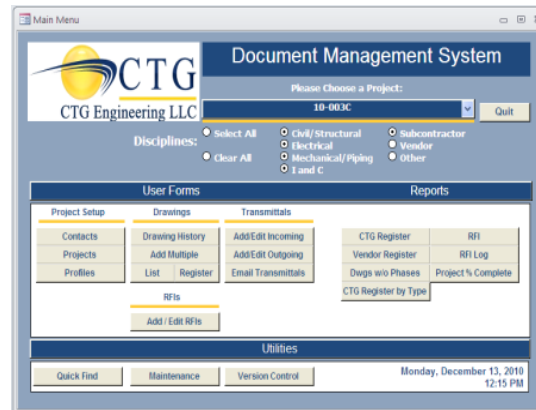 Main Menu
CTG
CTG Engineering LLC
Document Management System
Please Choose a Project:
10-003C
Quit
Disciplines:
Select All
Clear All
Civil/Structural
Electrical
Mechanical/Piping
I and C
Subcontractor
Vendor
Other
User Forms
Reports
Project Setup
Contacts
Projects
Profiles
Drawings
Drawing History
Add Multiple
List Register
RFIs
Add / Edit RFIs
Transmittals
Add/Edit Incoming
Add/Edit Outgoing
Email Transmittals
CTG Register
RFI
Vendor Register
RFI Log
Dwgs w/o Phases
Project % Complete
CTG Register by Type
Utilities
Quick Find
Maintenance
Version Control
Monday, December 13, 2010
12:15 PM